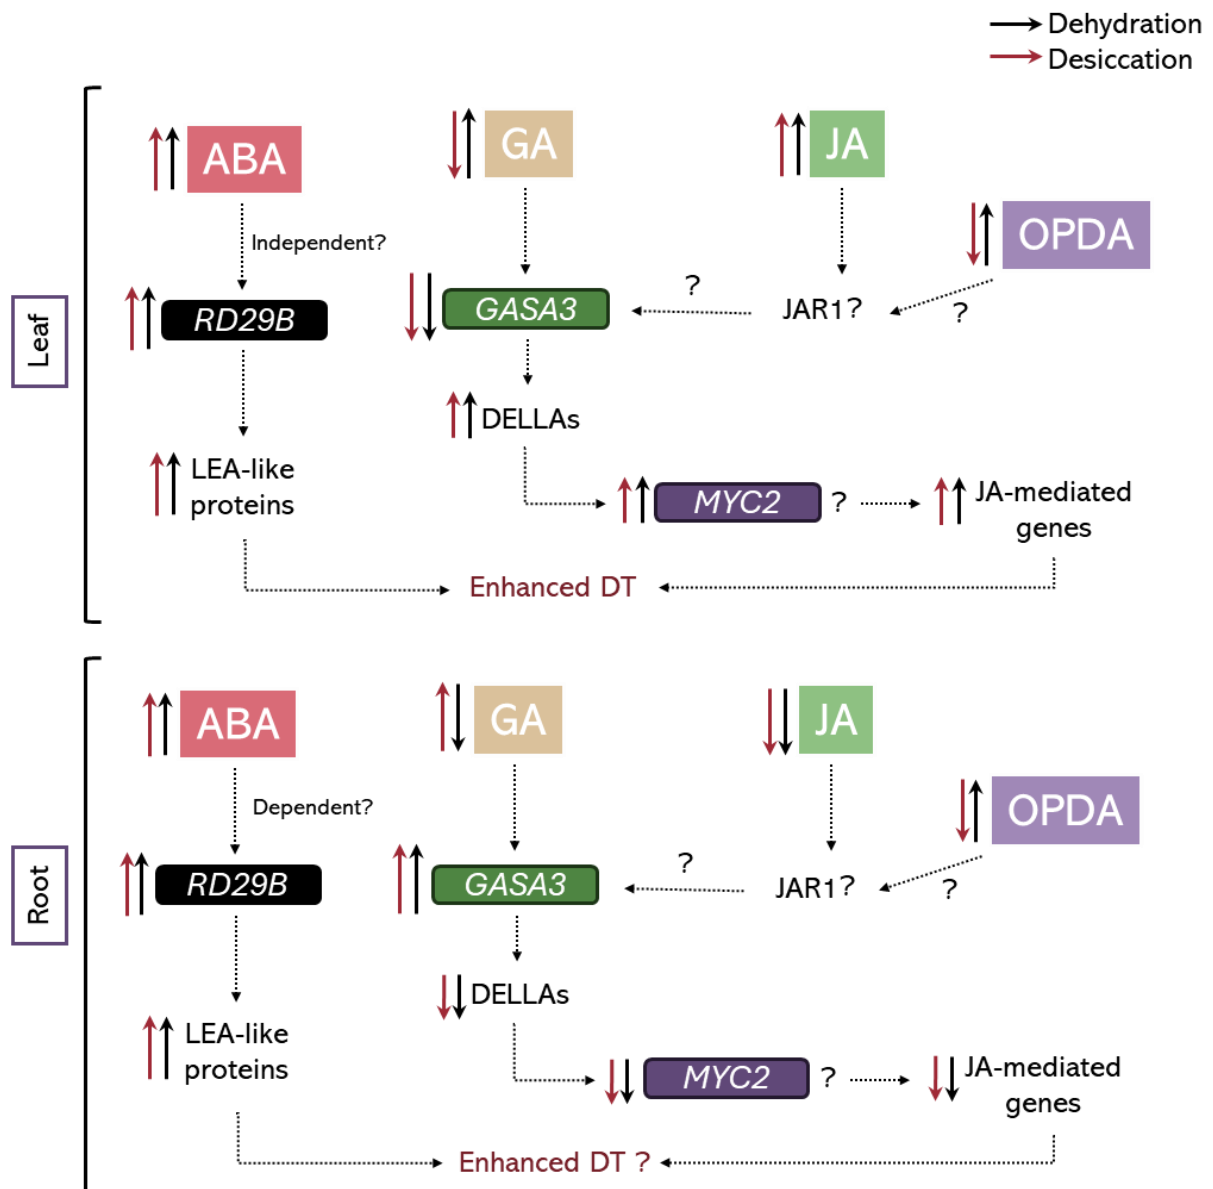 Dehydration
Desiccation
Leaf
ABA
GA
JA
OPDA
Independent?
RD29B
GASA3
?
JAR1?
?
DELLAs
LEA-like
proteins
MYC2 ?
JA-mediated
genes
Enhanced DT
Root
ABA
GA
JA
OPDA
Dependent?
RD29B
GASA3
?
JAR1?
?
DELLAs
LEA-like
proteins
MYC2 ?
JA-mediated
genes
Enhanced DT ?